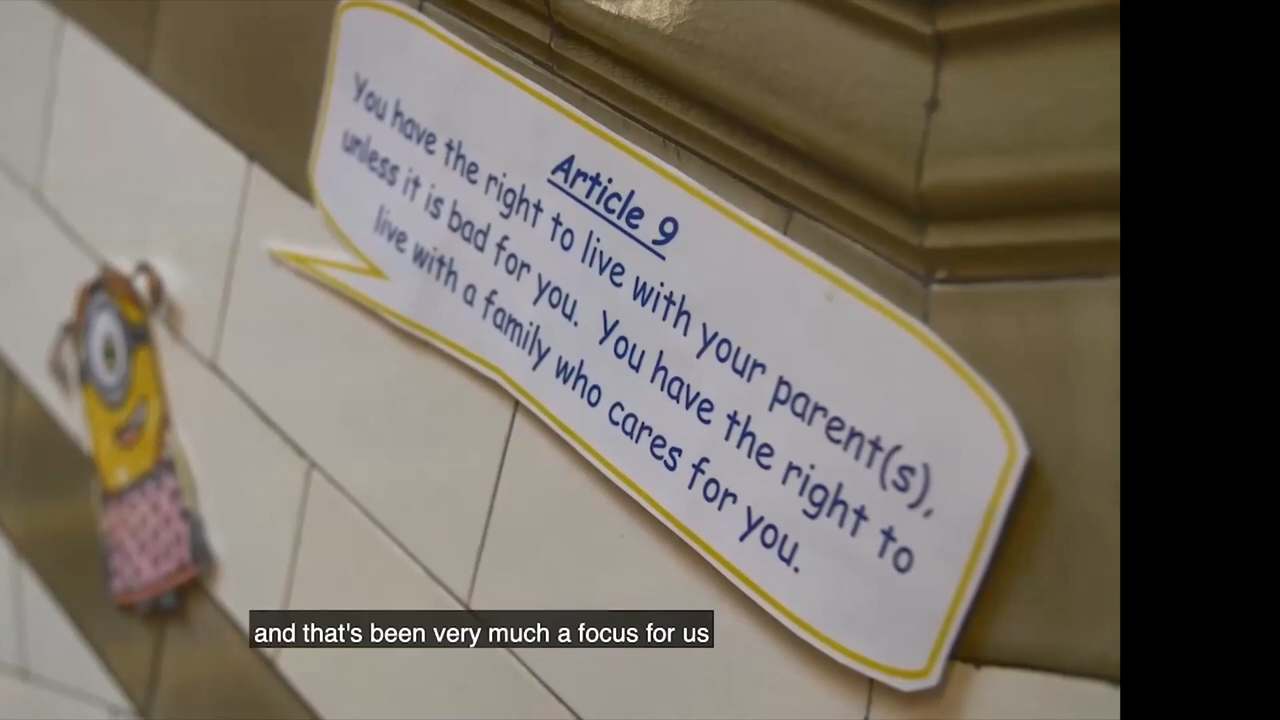 Article 9
You have the right to live with your parent(s),
unless it is bad for you. You have the right to
live with a family who cares for you.
and that's been very much a focus for us